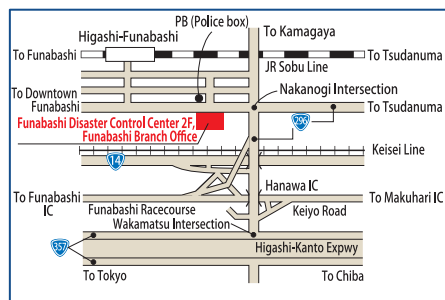 PB (Police box)
To Kamagaya
Higashi-Funabashi
To Funabashi
To Tsudanuma
JR Sobu Line
To Downtown
Funabashi
Nakanogi Intersection
To Tsudanuma
Funabashi Disaster Control Center 2F,
Funabashi Branch Office
296
Keisei Line
14
Hanawa IC
To Funabashi
IC
To Makuhari IC
Keiyo Road
Funabashi Racecourse
Wakamatsu Intersection
Higashi-Kanto Expwy
357
To Tokyo
To Chiba